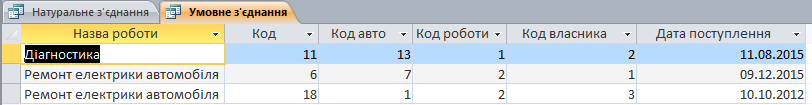 Натуральне з'єднання Умовне з'єднання
Назва роботи Код Код авто Код роботи Код власника Дата поступлення
Діагностика 11 13 1 2 11.08.2015
Ремонт електрики автомобіля 6 7 2 1 09.12.2015
Ремонт електрики автомобіля 18 1 2 3 10.10.2012